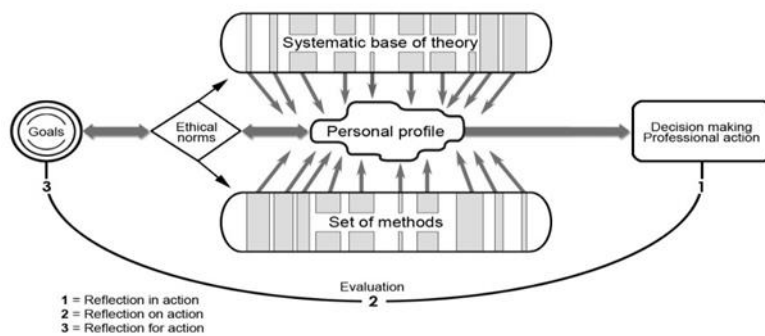 Systematic base of theory
Goals
Ethical
norms
Personal profile
Decision making
Professional action
3
1
Set of methods
Evaluation
2
1 = Reflection in action
2 = Reflection on action
3 = Reflection for action